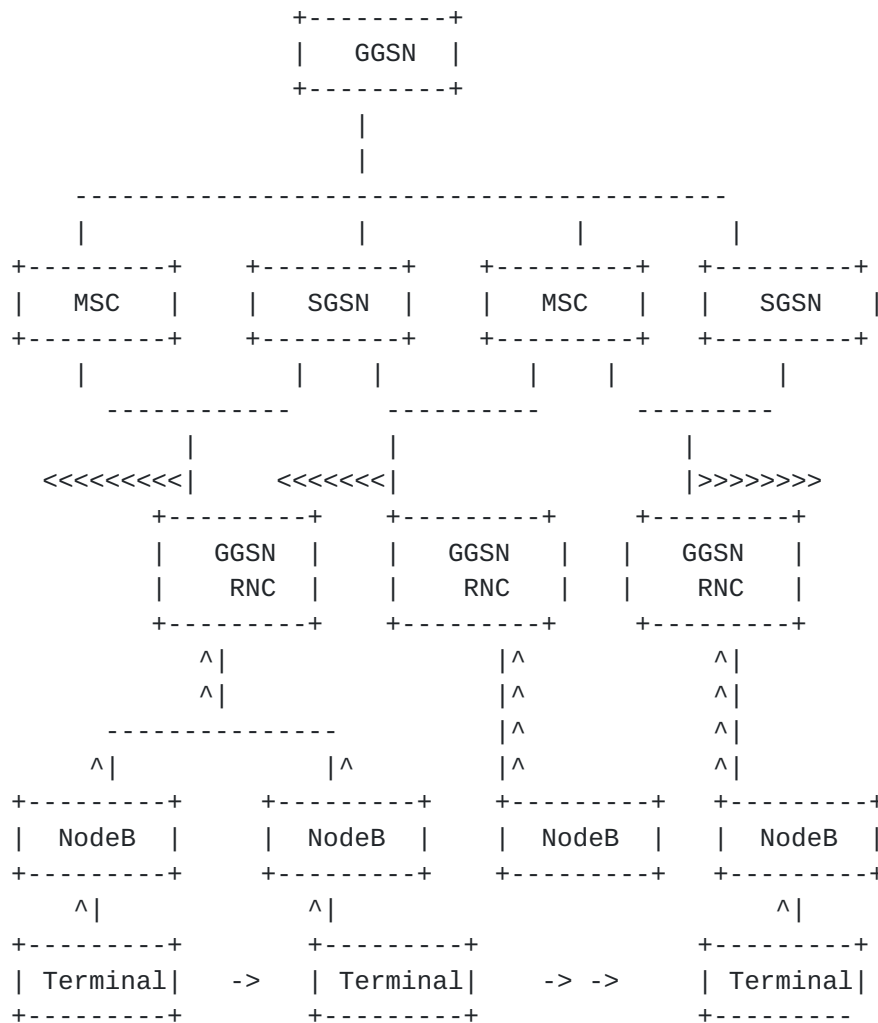 +---------+
|   GGSN  |
+---------+
|
|
------------------------------------------
|                 |             |         |
+---------+    +---------+    +---------+   +---------+
|   MSC   |    |   SGSN  |    |   MSC   |   |   SGSN   |
+---------+    +---------+    +---------+   +---------+
|             |    |         |    |          |
------------      ----------      ---------
|            |                  |
<<<<<<<<<|     <<<<<<<|                  |>>>>>>>>
+---------+    +---------+     +---------+
|   GGSN  |    |   GGSN   |   |   GGSN   |
|    RNC  |    |    RNC   |   |    RNC   |
+---------+    +---------+     +---------+
^|                 |^            ^|
^|                 |^            ^|
---------------          |^            ^|
^|             |^         |^            ^|
+---------+     +---------+    +---------+   +---------+
|  NodeB  |     |  NodeB  |    |  NodeB  |   |  NodeB  |
+---------+     +---------+    +---------+   +---------+
^|             ^|                            ^|
+---------+        +---------+              +---------+
| Terminal|   ->   | Terminal|    -> ->     | Terminal|
+---------+        +---------+              +---------